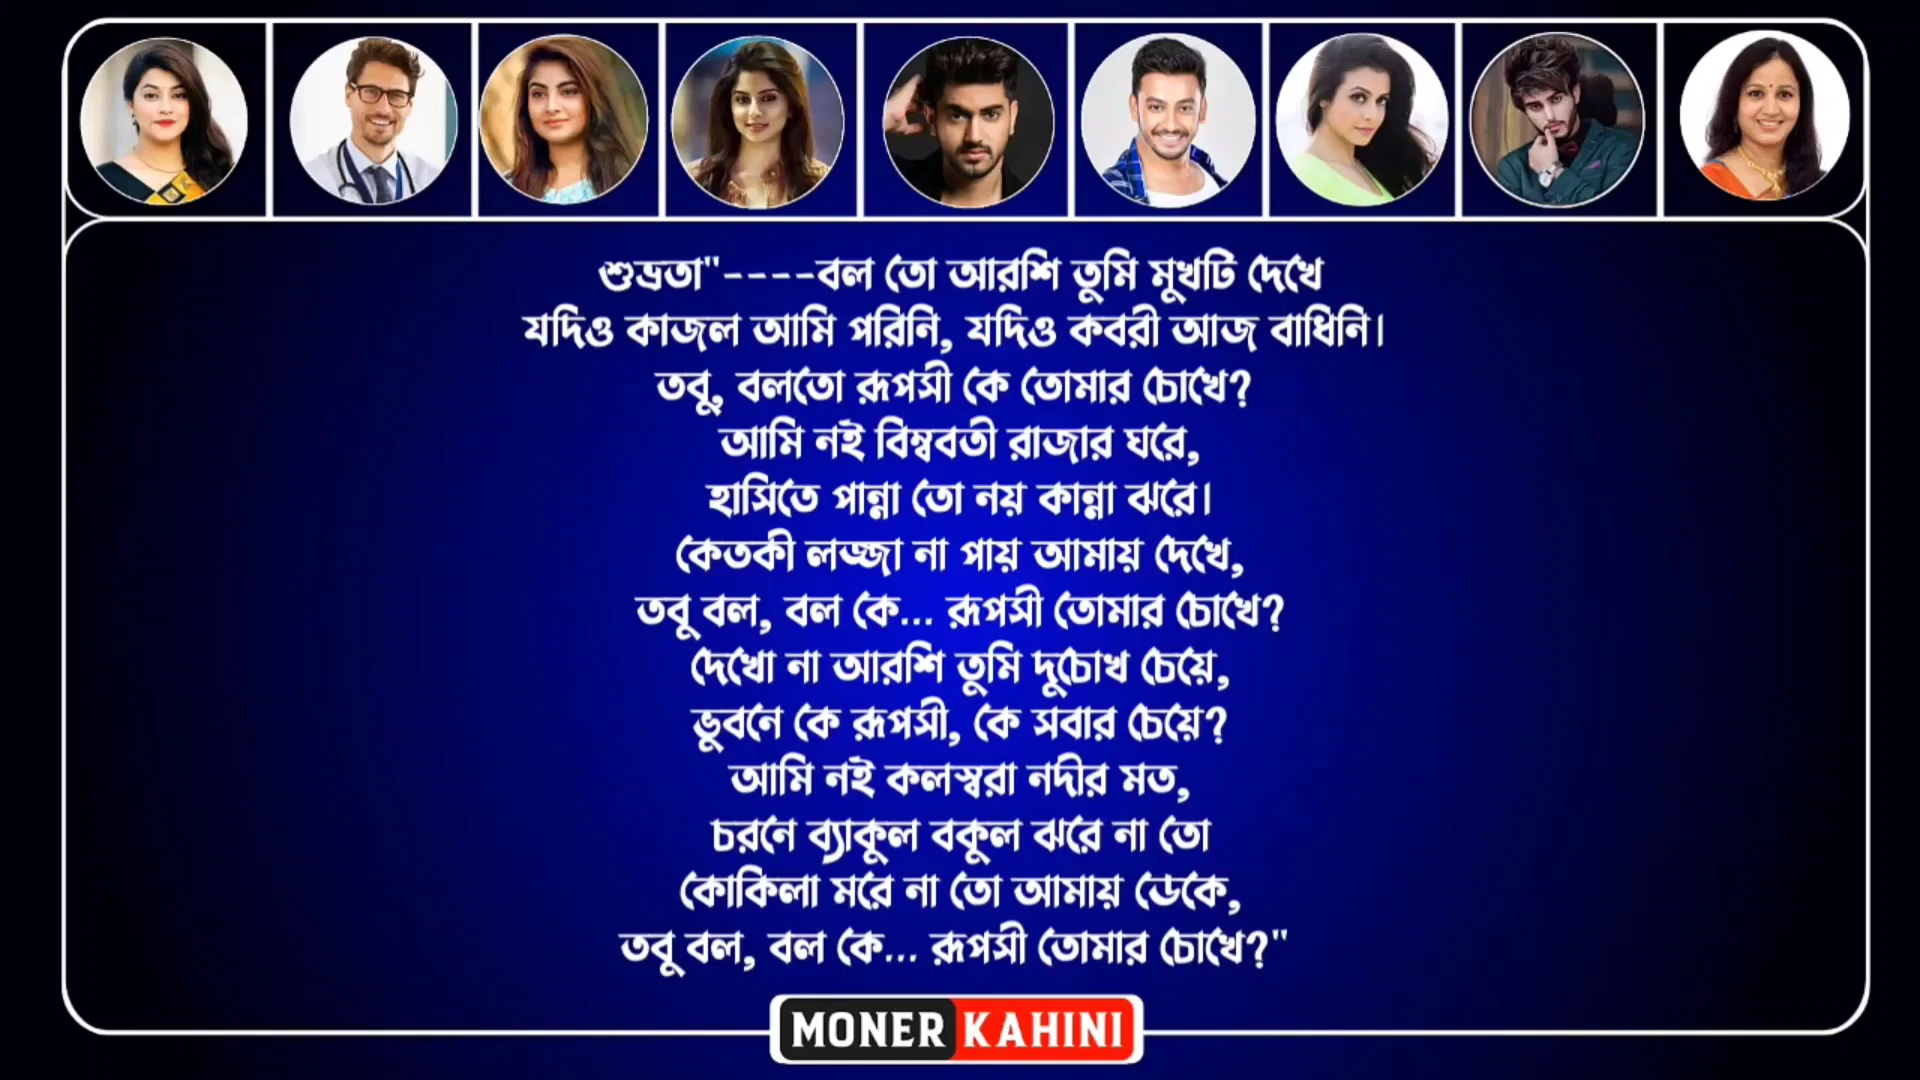 শুভ্রতা"----বল তো আরশি তুমি মুখটি দেখে
যদিও কাজল আমি পরিনি, যদিও কবরী আজ বাধিনি।
তবু, বলতো রূপসী কে তোমার চোখে?
আমি নই বিম্ববতী রাজার ঘরে,
হাসিতে পান্না তো নয় কান্না ঝরে।
কেতকী লজ্জা না পায় আমায় দেখে,
তবু বল, বল কে... রূপসী তোমার চোখে?
দেখো না আরশি তুমি দুচোখ চেয়ে,
ভুবনে কে রূপসী, কে সবার চেয়ে?
আমি নই কলস্বরা নদীর মত,
চরনে ব্যাকুল বকুল ঝরে না তো
কোকিলা মরে না তো আমায় ডেকে,
তবু বল, বল কে... রূপসী তোমার চোখে?"
MONER KAHINI